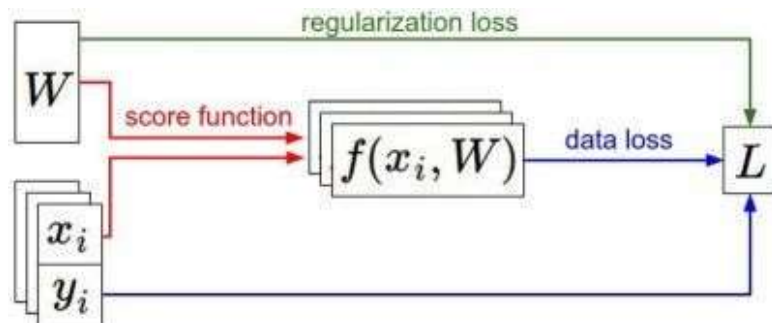 regularization loss
W
score function
f(x_i, W)
data loss
L
x_i
y_i